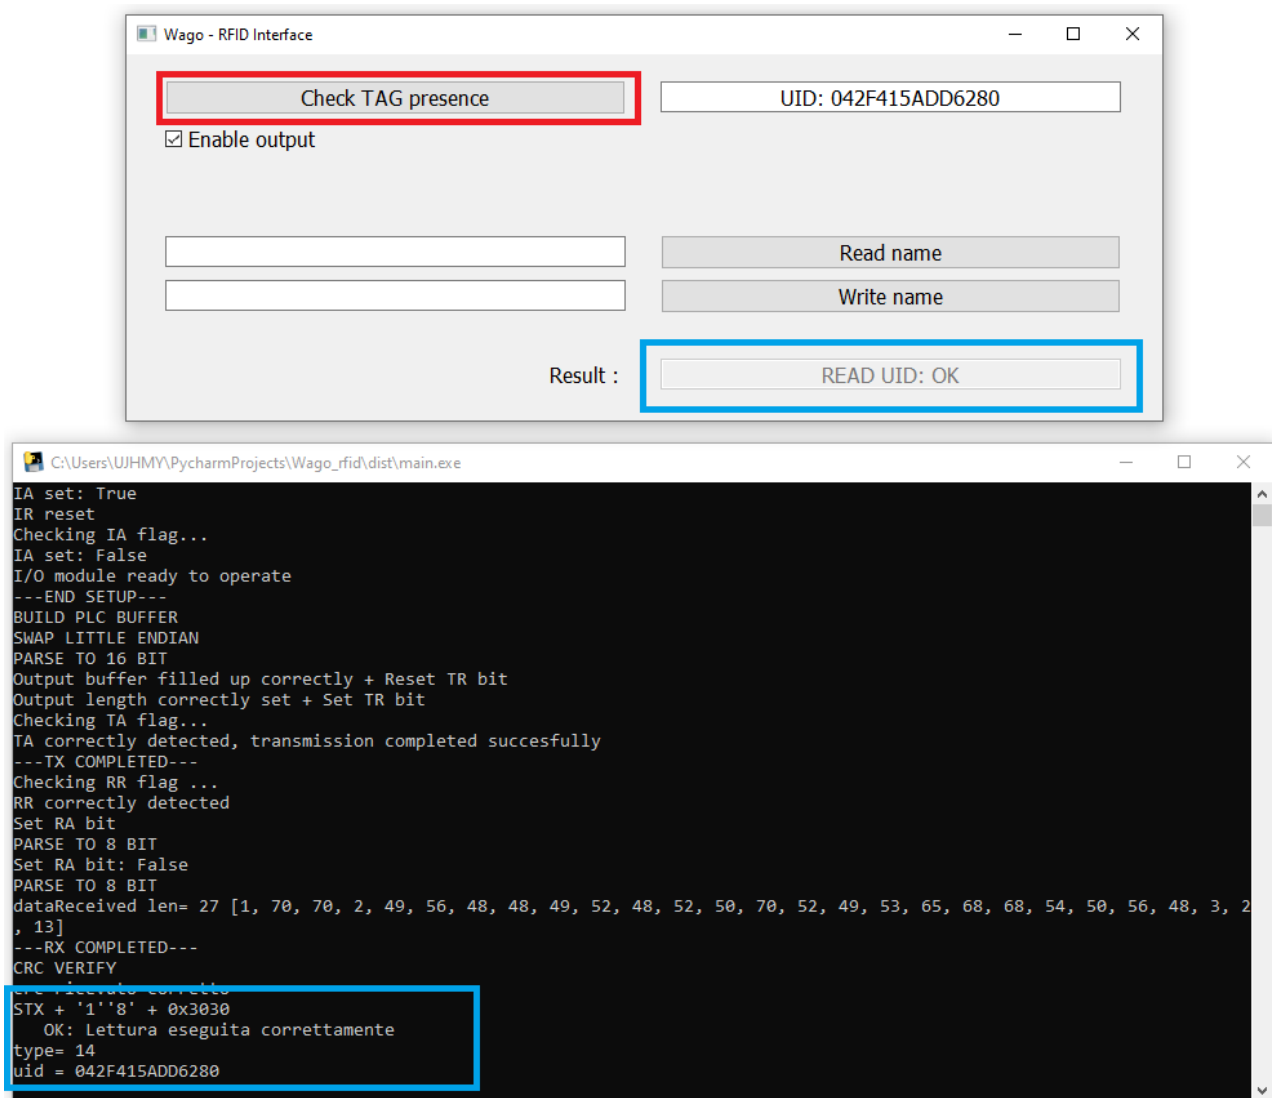 Wago - RFID Interface
Check TAG presence
UID: 042F415ADD6280
Enable output
Read name
Write name
Result :
READ UID: OK
C:\Users\UJHMY\PycharmProjects\Wago_rfid\dist\main.exe
IA set: True
IR reset
Checking IA flag...
IA set: False
I/O module ready to operate
---END SETUP---
BUILD PLC BUFFER
SWAP LITTLE ENDIAN
PARSE TO 16 BIT
Output buffer filled up correctly + Reset TR bit
Output length correctly set + Set TR bit
Checking TA flag...
TA correctly detected, transmission completed succesfully
---TX COMPLETED---
Checking RR flag ...
RR correctly detected
Set RA bit
PARSE TO 8 BIT
Set RA bit: False
PARSE TO 8 BIT
dataReceived len= 27 [1, 70, 70, 2, 49, 56, 48, 48, 49, 52, 48, 52, 50, 70, 52, 49, 53, 65, 68, 68, 54, 50, 56, 48, 3, 2
, 13]
---RX COMPLETED---
CRC VERIFY
STX + '1''8' + 0x3030
OK: Lettura eseguita correttamente
type= 14
uid = 042F415ADD6280